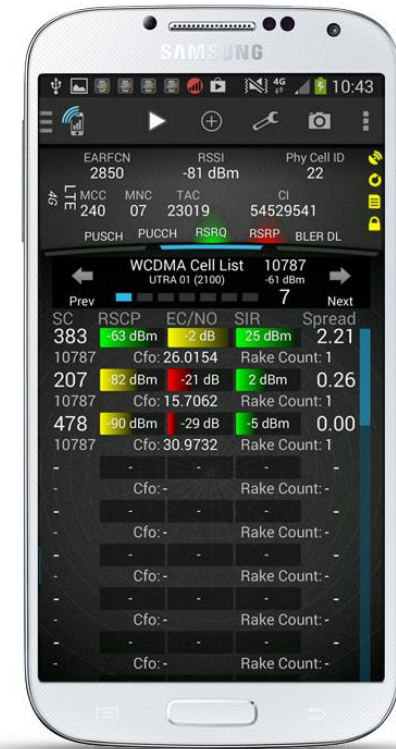 SAMSUNG
4G 10:43
EARFCN RSSI Phy Cell ID
2850 -81 dBm 22
4G LTE
MCC MNC TAC CI
240 07 23019 54529541
PUSCH PUCCH RSRQ RSRP BLER DL
WCDMA Cell List 10787
UTRA 01 (2100) -61 dBm
Prev 7 Next
SC RSCP EC/NO SIR Spread
383 -63 dBm -2 dB 25 dBm 2.21
10787 Cfo: 26.0154 Rake Count: 1
207 -82 dBm -21 dB 2 dBm 0.26
10787 Cfo: 15.7062 Rake Count: 1
478 -90 dBm -29 dB -5 dBm 0.00
10787 Cfo: 30.9732 Rake Count: 1
- - - - -
- Cfo: - Rake Count: -
- - - - -
- Cfo: - Rake Count: -
- - - - -
- Cfo: - Rake Count: -
- - - - -
- Cfo: - Rake Count: -
- - - - -
- Cfo: - Rake Count: -